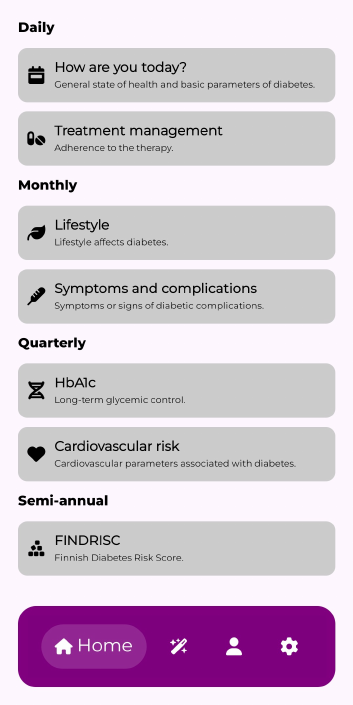 Daily
How are you today?
General state of health and basic parameters of diabetes.
Treatment management
Adherence to the therapy.
Monthly
Lifestyle
Lifestyle affects diabetes.
Symptoms and complications
Symptoms or signs of diabetic complications.
Quarterly
HbA1c
Long-term glycemic control.
Cardiovascular risk
Cardiovascular parameters associated with diabetes.
Semi-annual
FINDRISC
Finnish Diabetes Risk Score.
Home